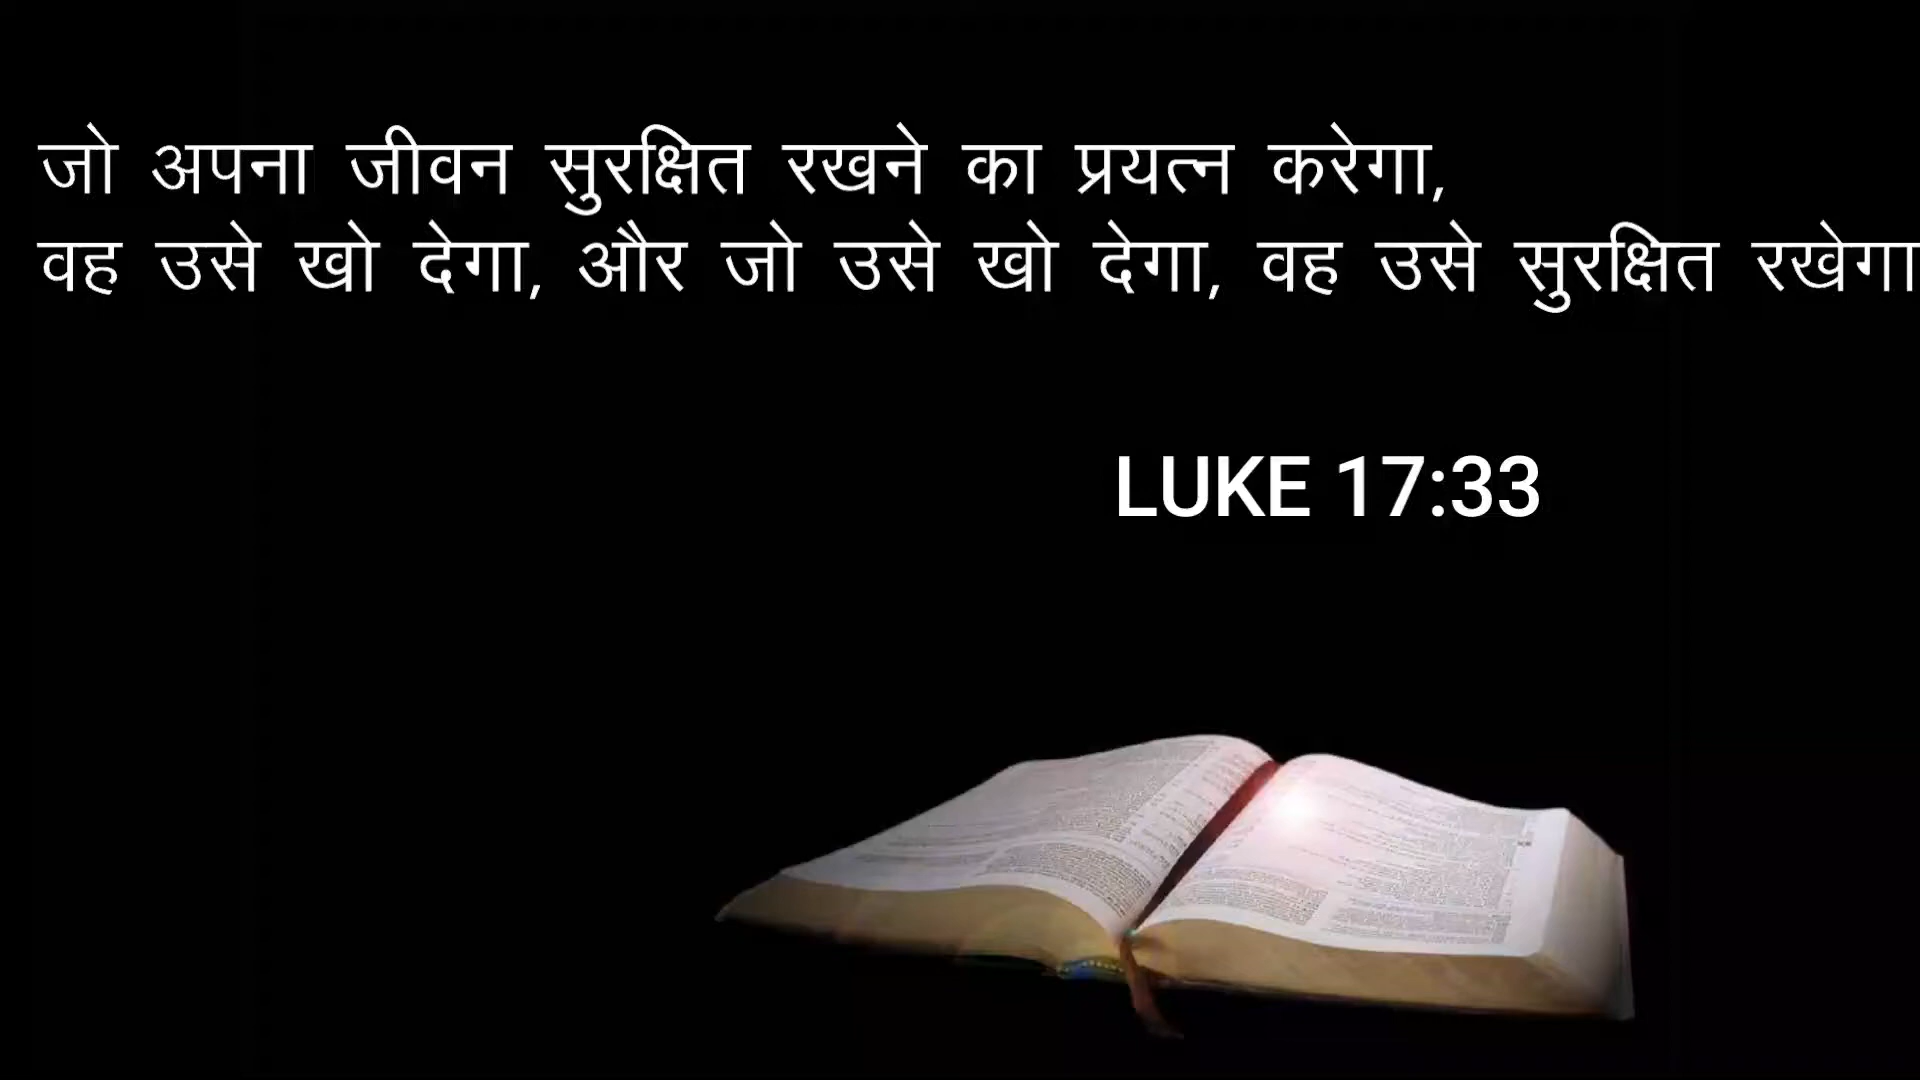 जो अपना जीवन सुरक्षित रखने का प्रयत्न करेगा,
वह उसे खो देगा, और जो उसे खो देगा, वह उसे सुरक्षित रखेगा
LUKE 17:33